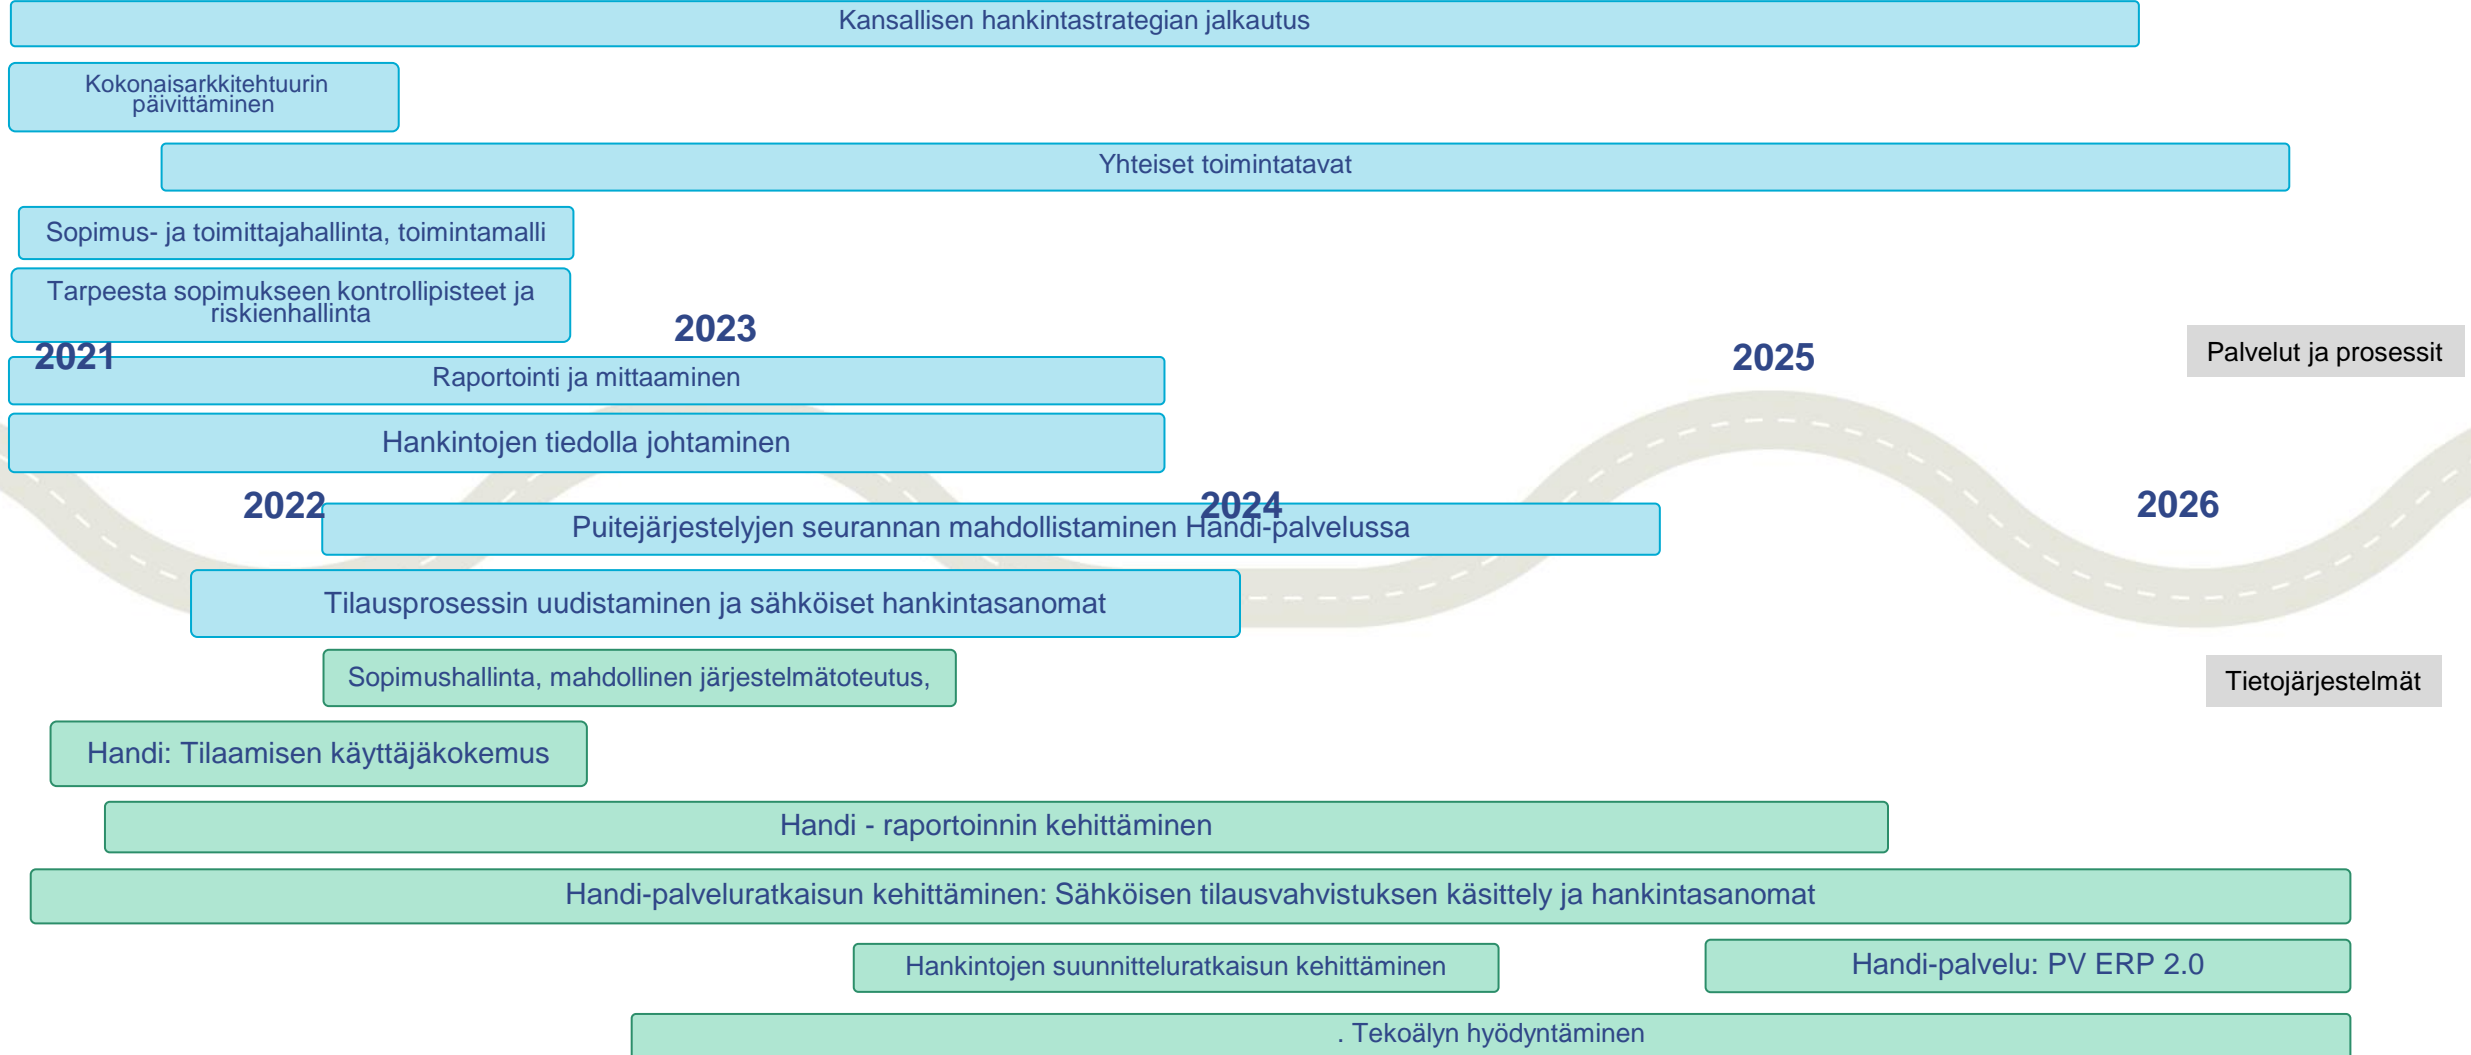 Kansallisen hankintastrategian jalkautus
Kokonaisarkkitehtuurin
päivittäminen
Yhteiset toimintatavat
Sopimus- ja toimittajahallinta, toimintamalli
Tarpeesta sopimukseen kontrollipisteet ja
riskienhallinta
2023
2021
2025
Palvelut ja prosessit
Raportointi ja mittaaminen
Hankintojen tiedolla johtaminen
2022
2024
2026
Puitejärjestelyjen seurannan mahdollistaminen Handi-palvelussa
Tilausprosessin uudistaminen ja sähköiset hankintasanomat
Sopimushallinta, mahdollinen järjestelmätoteutus,
Tietojärjestelmät
Handi: Tilaamisen käyttäjäkokemus
Handi - raportoinnin kehittäminen
Handi-palveluratkaisun kehittäminen: Sähköisen tilausvahvistuksen käsittely ja hankintasanomat
Hankintojen suunnitteluratkaisun kehittäminen
Handi-palvelu: PV ERP 2.0
. Tekoälyn hyödyntäminen